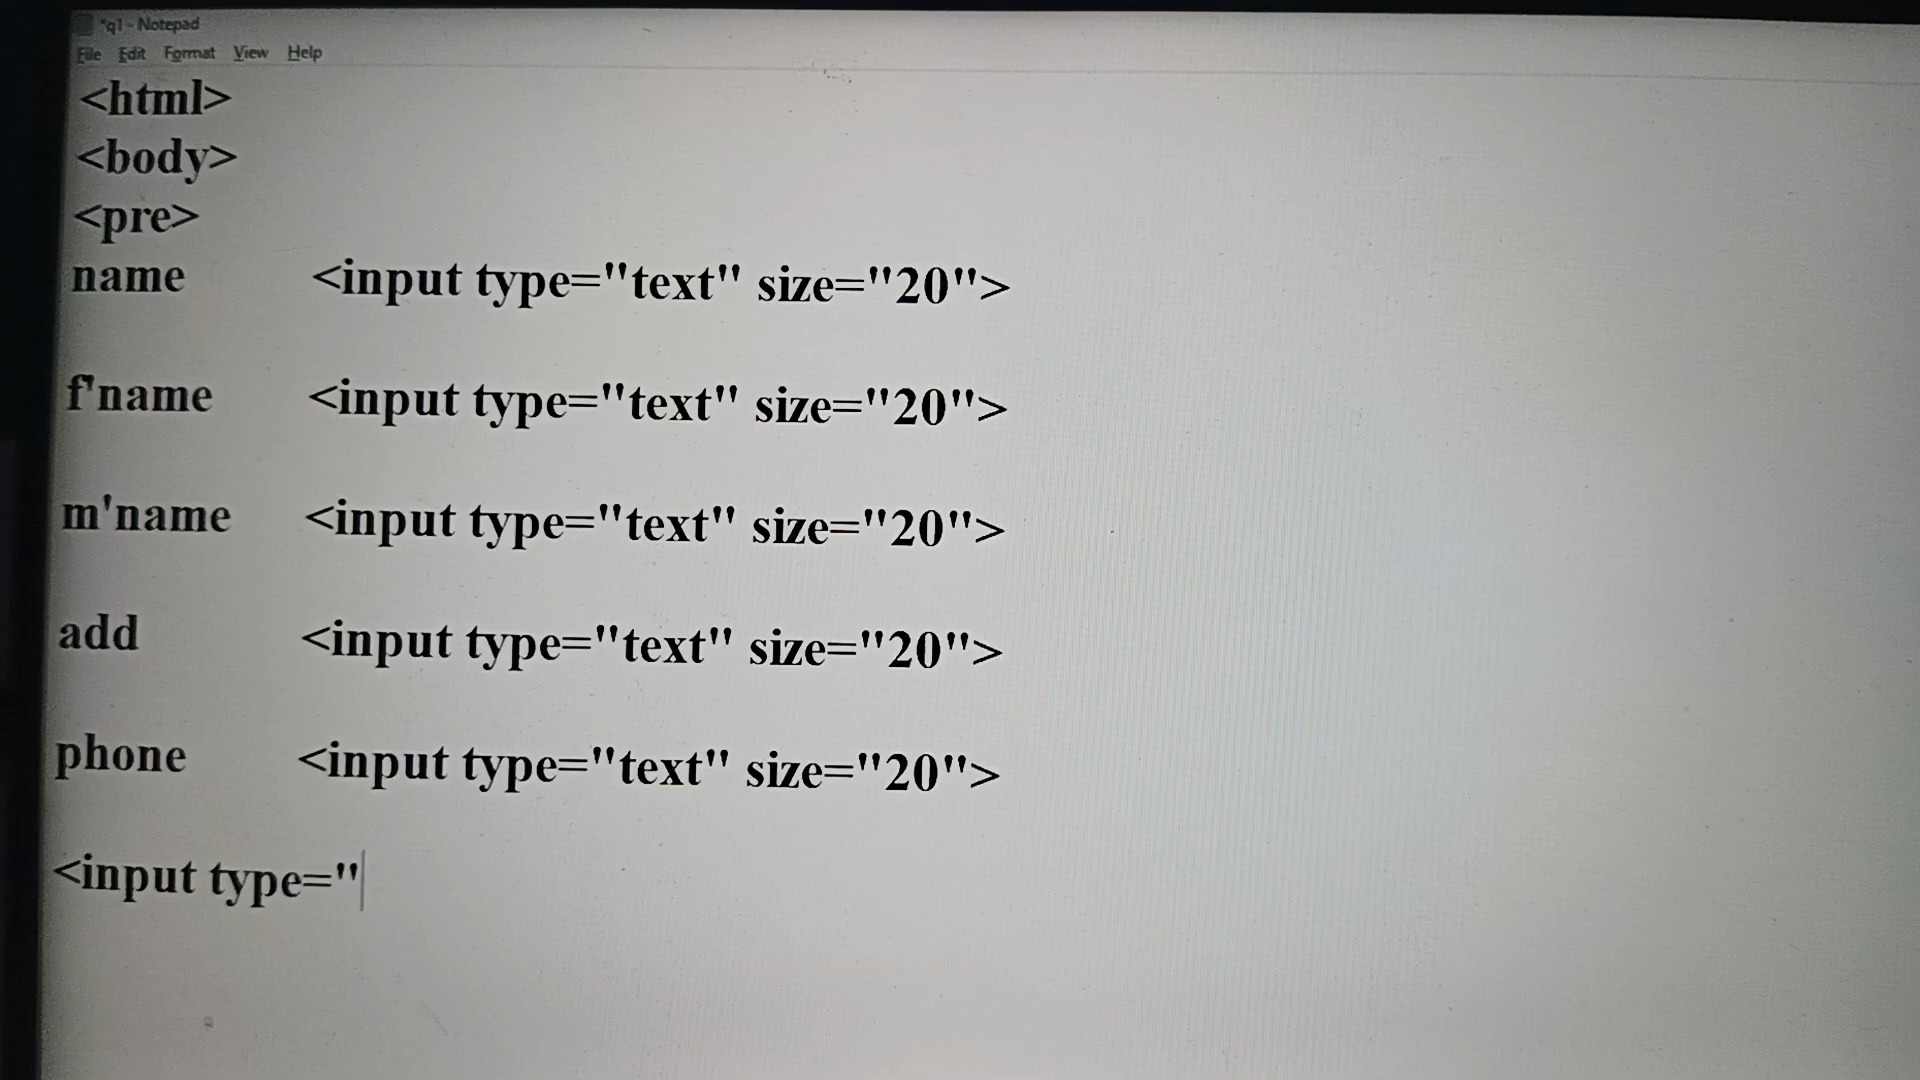 *q1 - Notepad
File Edit Format View Help
<html>
<body>
<pre>
name <input type="text" size="20">
f'name <input type="text" size="20">
m'name <input type="text" size="20">
add <input type="text" size="20">
phone <input type="text" size="20">
<input type="